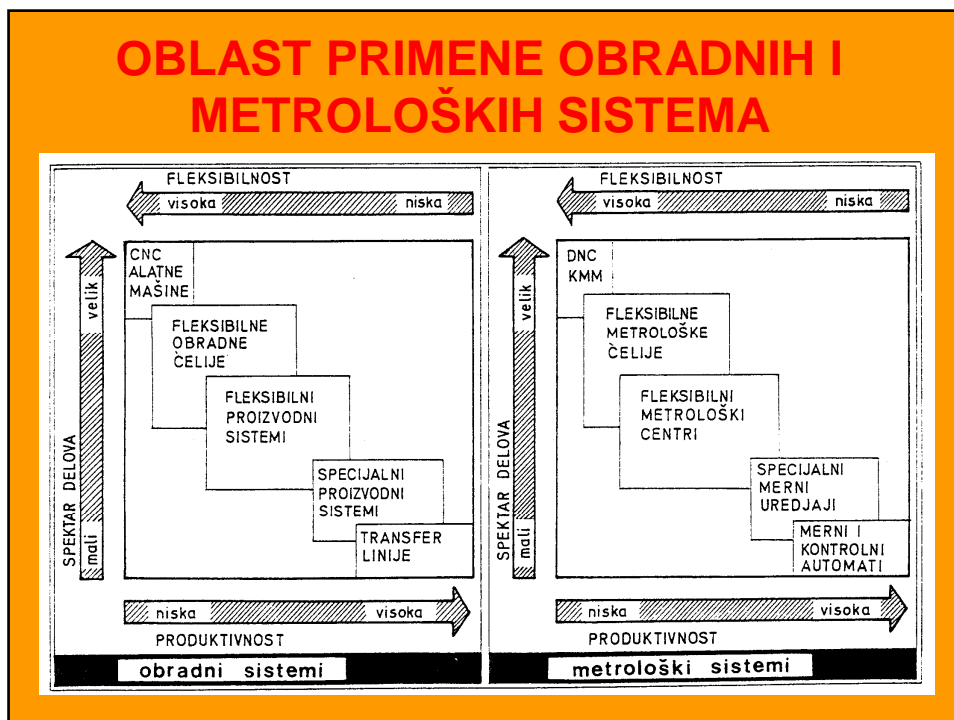 OBLAST PRIMENE OBRADNIH I
METROLOŠKIH SISTEMA
FLEKSIBILNOST
visoka niska
SPEKTAR DELOVA
mali velik
CNC
ALATNE
MAŠINE
FLEKSIBILNE
OBRADNE
ĆELIJE
FLEKSIBILNI
PROIZVODNI
SISTEMI
SPECIJALNI
PROIZVODNI
SISTEMI
TRANSFER
LINIJE
niska visoka
PRODUKTIVNOST
obradni sistemi
FLEKSIBILNOST
visoka niska
SPEKTAR DELOVA
mali velik
DNC
KMM
FLEKSIBILNE
METROLOŠKE
ĆELIJE
FLEKSIBILNI
METROLOŠKI
CENTRI
SPECIJALNI
MERNI
UREDJAJI
MERNI I
KONTROLNI
AUTOMATI
niska visoka
PRODUKTIVNOST
metrološki sistemi